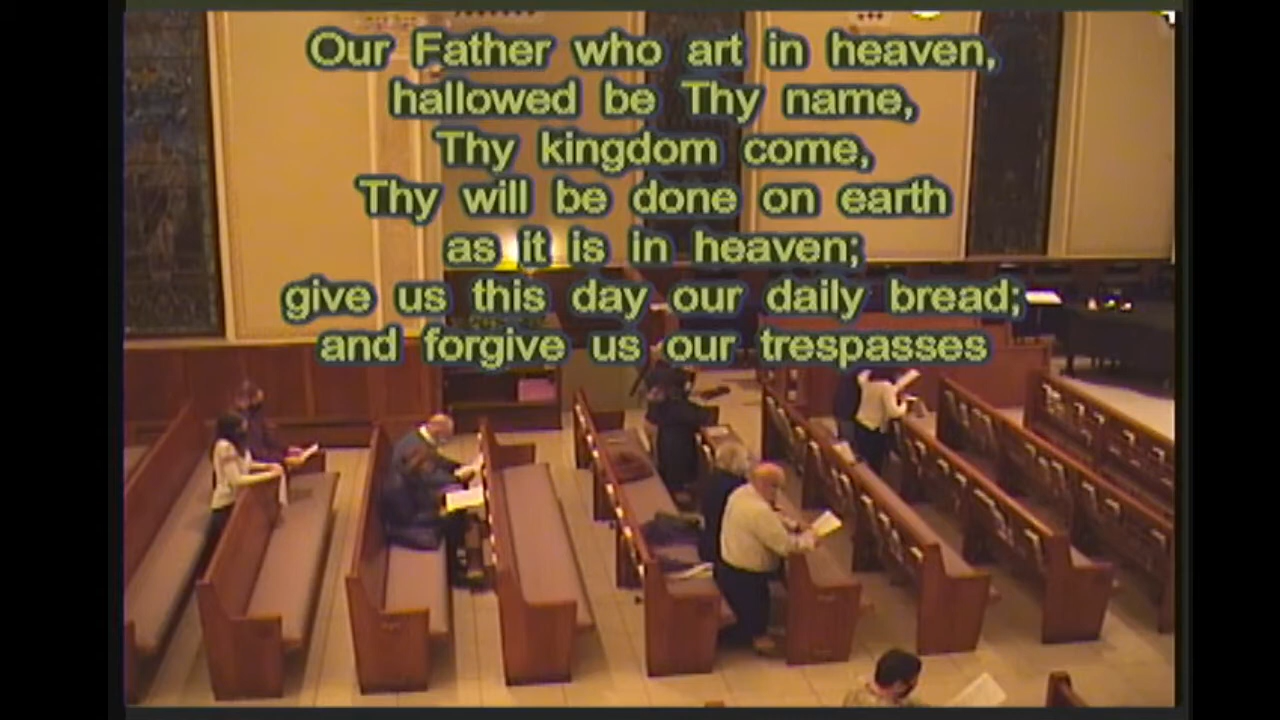 Our Father who art in heaven,
hallowed be Thy name,
Thy kingdom come,
Thy will be done on earth
as it is in heaven;
give us this day our daily bread;
and forgive us our trespasses